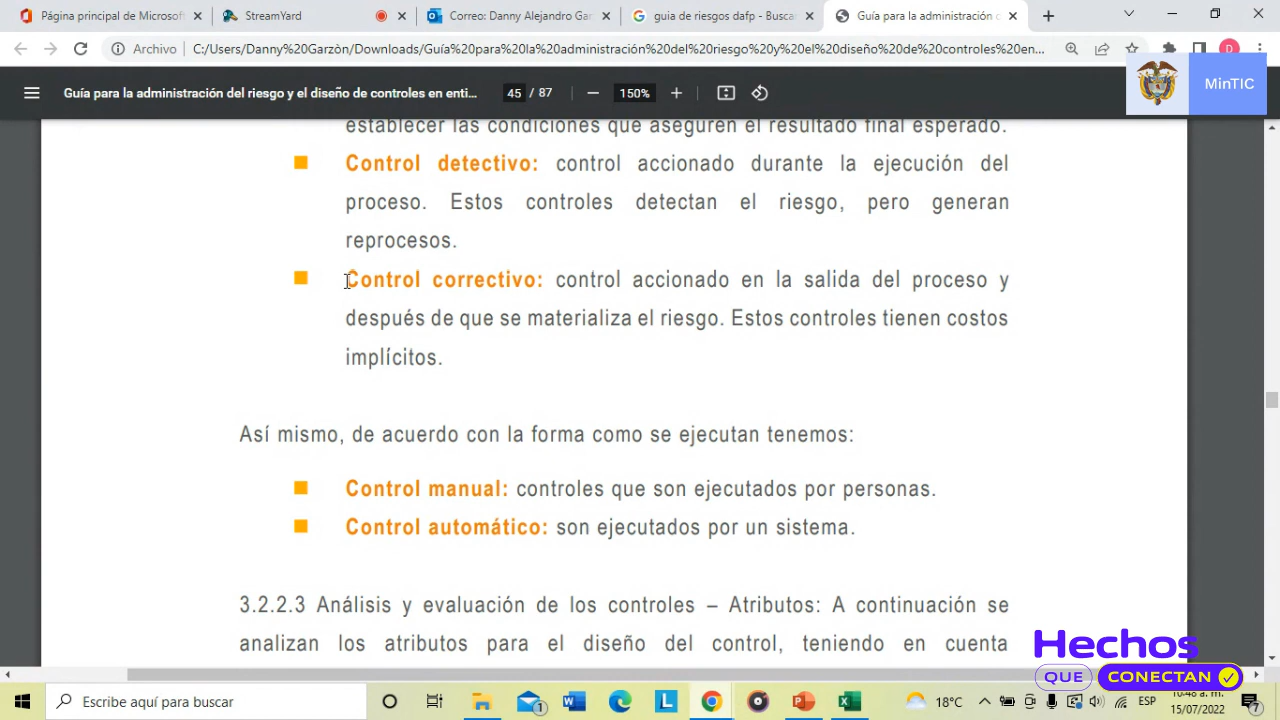 Página principal de Microsof
StreamYard
Correo: Danny Alejandro Gar
guia de riesgos dafp - Busca
Guía para la administración d
Archivo
C:/Users/Danny%20Garzòn/Downloads/Guía%20para%20la%20administración%20del%20riesgo%20y%20el%20diseño%20de%20controles%20en...
D
MinTIC
Guía para la administración del riesgo y el diseño de controles en enti...
45 / 87
150%
establecer las condiciones que aseguren el resultado final esperado.
Control detectivo: control accionado durante la ejecución del
proceso. Estos controles detectan el riesgo, pero generan
reprocesos.
Control correctivo: control accionado en la salida del proceso y
después de que se materializa el riesgo. Estos controles tienen costos
implícitos.
Así mismo, de acuerdo con la forma como se ejecutan tenemos:
Control manual: controles que son ejecutados por personas.
Control automático: son ejecutados por un sistema.
3.2.2.3 Análisis y evaluación de los controles – Atributos: A continuación se
analizan los atributos para el diseño del control, teniendo en cuenta
Hechos
QUE CONECTAN
Escribe aquí para buscar
1
L
18°C
ESP
10:48 a. m.
15/07/2022
7